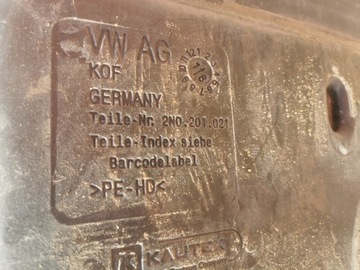 VW AG
KOF
GERMANY
Teile-Nr. 2N0.201.021
Teile-Index siehe
Barcodelabel
>PE-HD<
KAUTEX